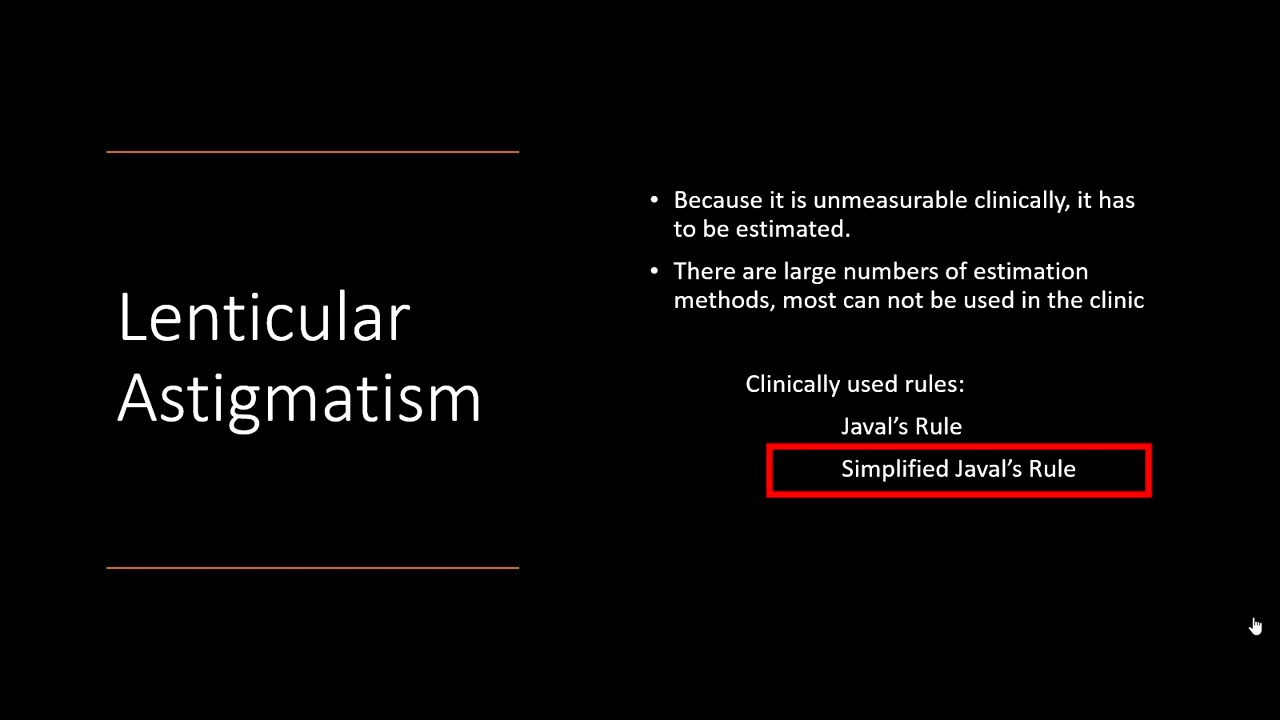 Lenticular
Astigmatism
• Because it is unmeasurable clinically, it has
to be estimated.
• There are large numbers of estimation
methods, most can not be used in the clinic
Clinically used rules:
Javal’s Rule
Simplified Javal’s Rule